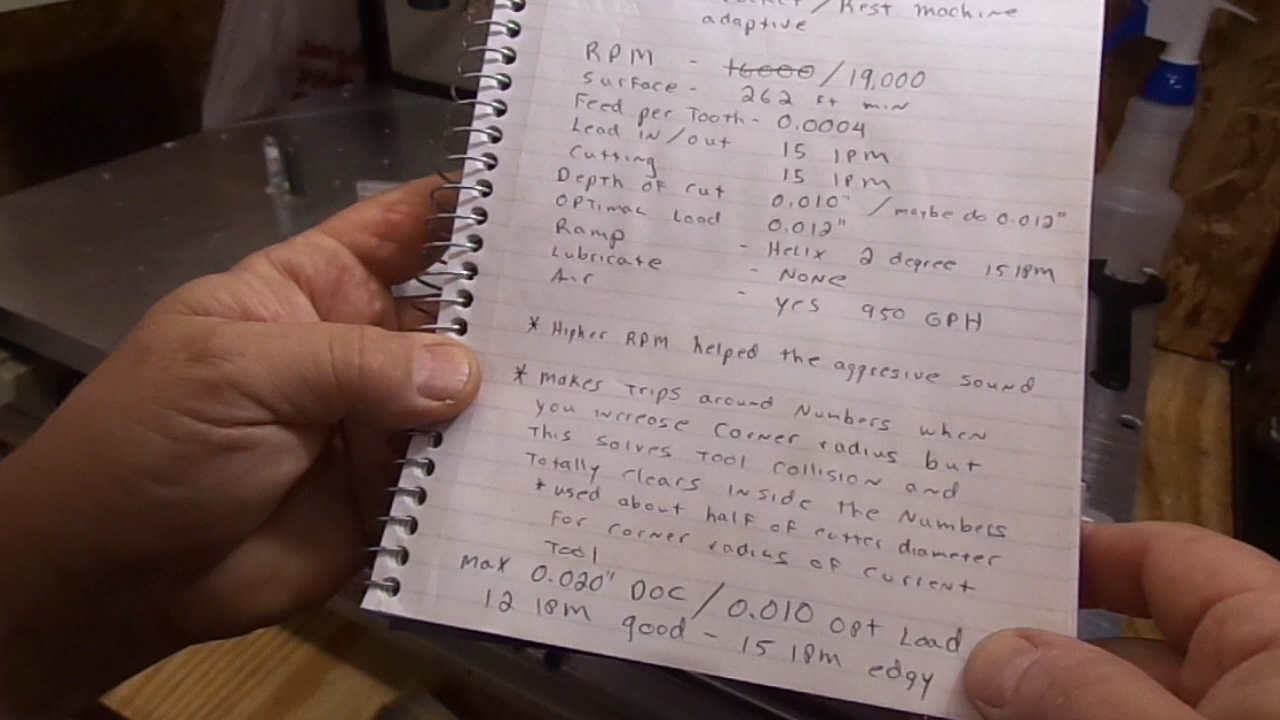 / Rest machine
adaptive
RPM - 16000 / 19,000
Surface - 262 ft min
Feed per Tooth - 0.0004
Lead in/out 15 IPM
Cutting 15 IPM
Depth of cut 0.010" / maybe do 0.012"
OPTimal Load 0.012"
Ramp - Helix 2 degree 15 IPM
Lubricate - NONE
Air - yes 950 GPH
* Higher RPM helped the aggresive sound
* makes Trips around Numbers when
you increase corner radius but
This solves Tool collision and
Totally clears inside the Numbers
* used about half of cutter diameter
for corner radius of current
Tool
max 0.020" DOC / 0.010 opt Load
12 IPM good - 15 IPM edgy